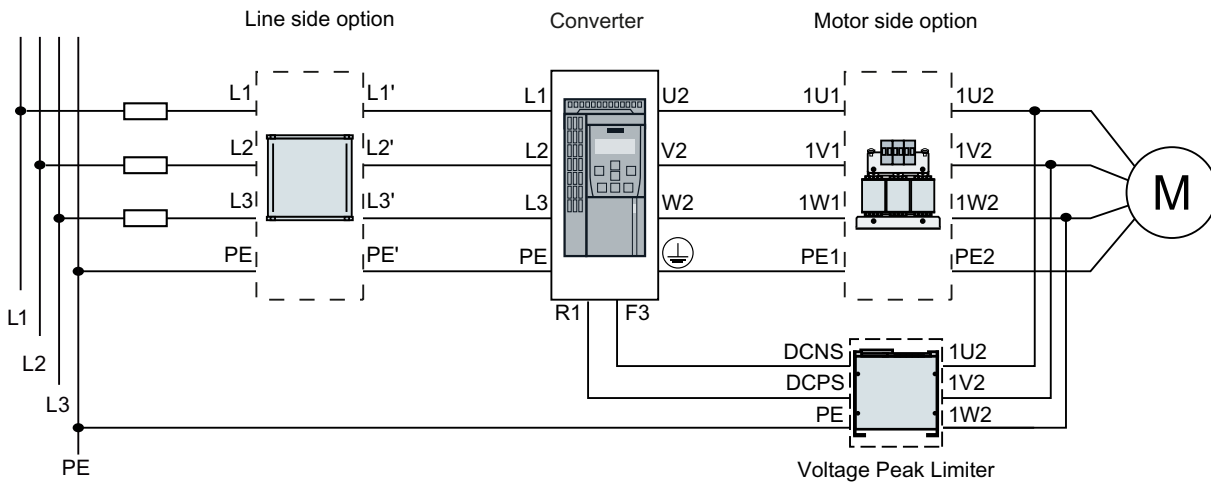 Line side option
Converter
Motor side option
L1
L1'
L1
U2
1U1
1U2
L2
L2'
L2
V2
1V1
1V2
L3
L3'
L3
W2
1W1
1W2
M
PE
PE'
PE
PE1
PE2
R1
F3
L1
L2
L3
PE
DCNS
1U2
DCPS
1V2
PE
1W2
Voltage Peak Limiter